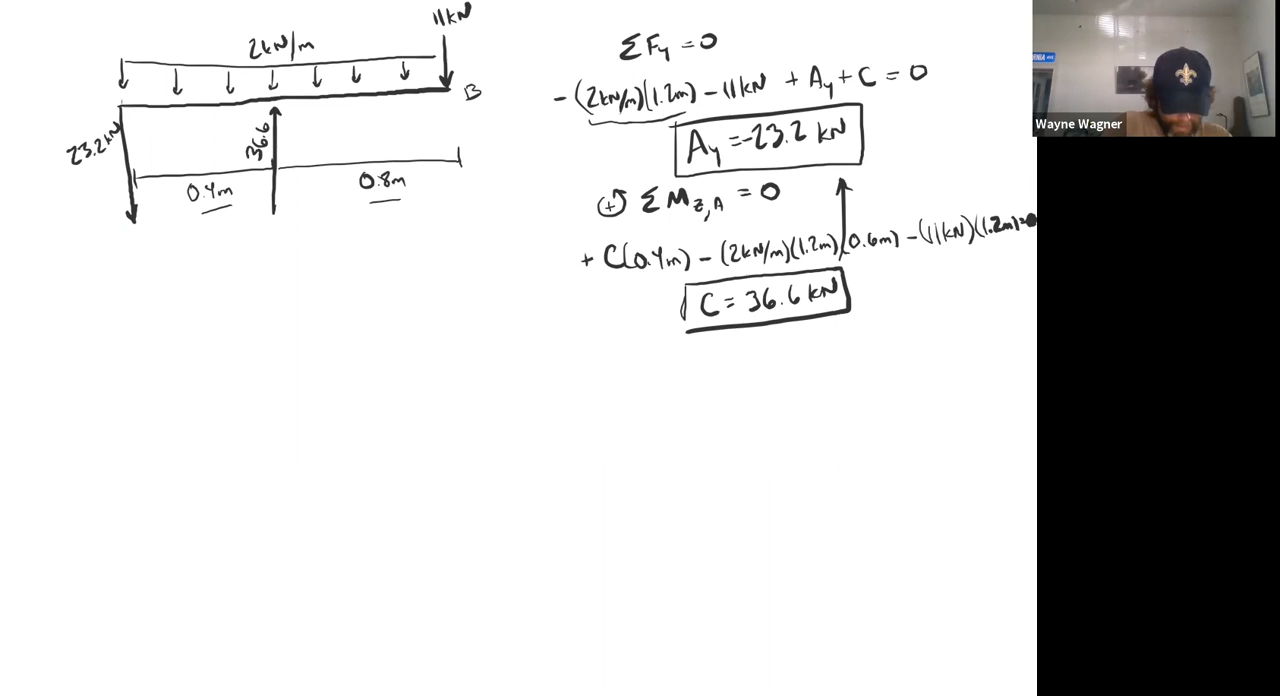 11kN
2kN/m
B
23.2kN
36.6
0.4m
0.8m
ΣFy = 0
-(2kN/m)(1.2m) - 11kN + Ay + C = 0
Ay = -23.2 kN
(+) ΣMz,A = 0
+ C(0.4m) - (2kN/m)(1.2m)(0.6m) - (11kN)(1.2m)=0
C = 36.6 kN
Wayne Wagner